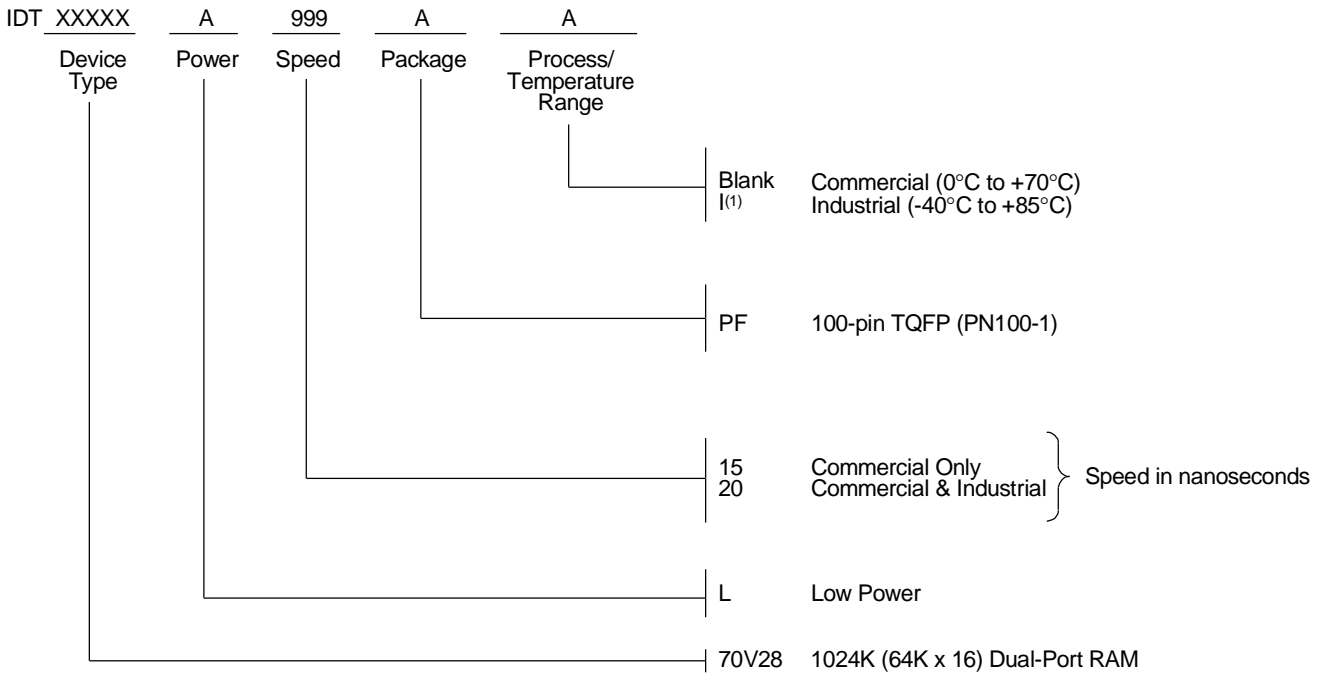 IDT XXXXX A 999 A A
Device Type Power Speed Package Process/ Temperature Range
Blank Commercial (0°C to +70°C)
I(1) Industrial (-40°C to +85°C)
PF 100-pin TQFP (PN100-1)
15 Commercial Only
20 Commercial & Industrial
Speed in nanoseconds
L Low Power
70V28 1024K (64K x 16) Dual-Port RAM